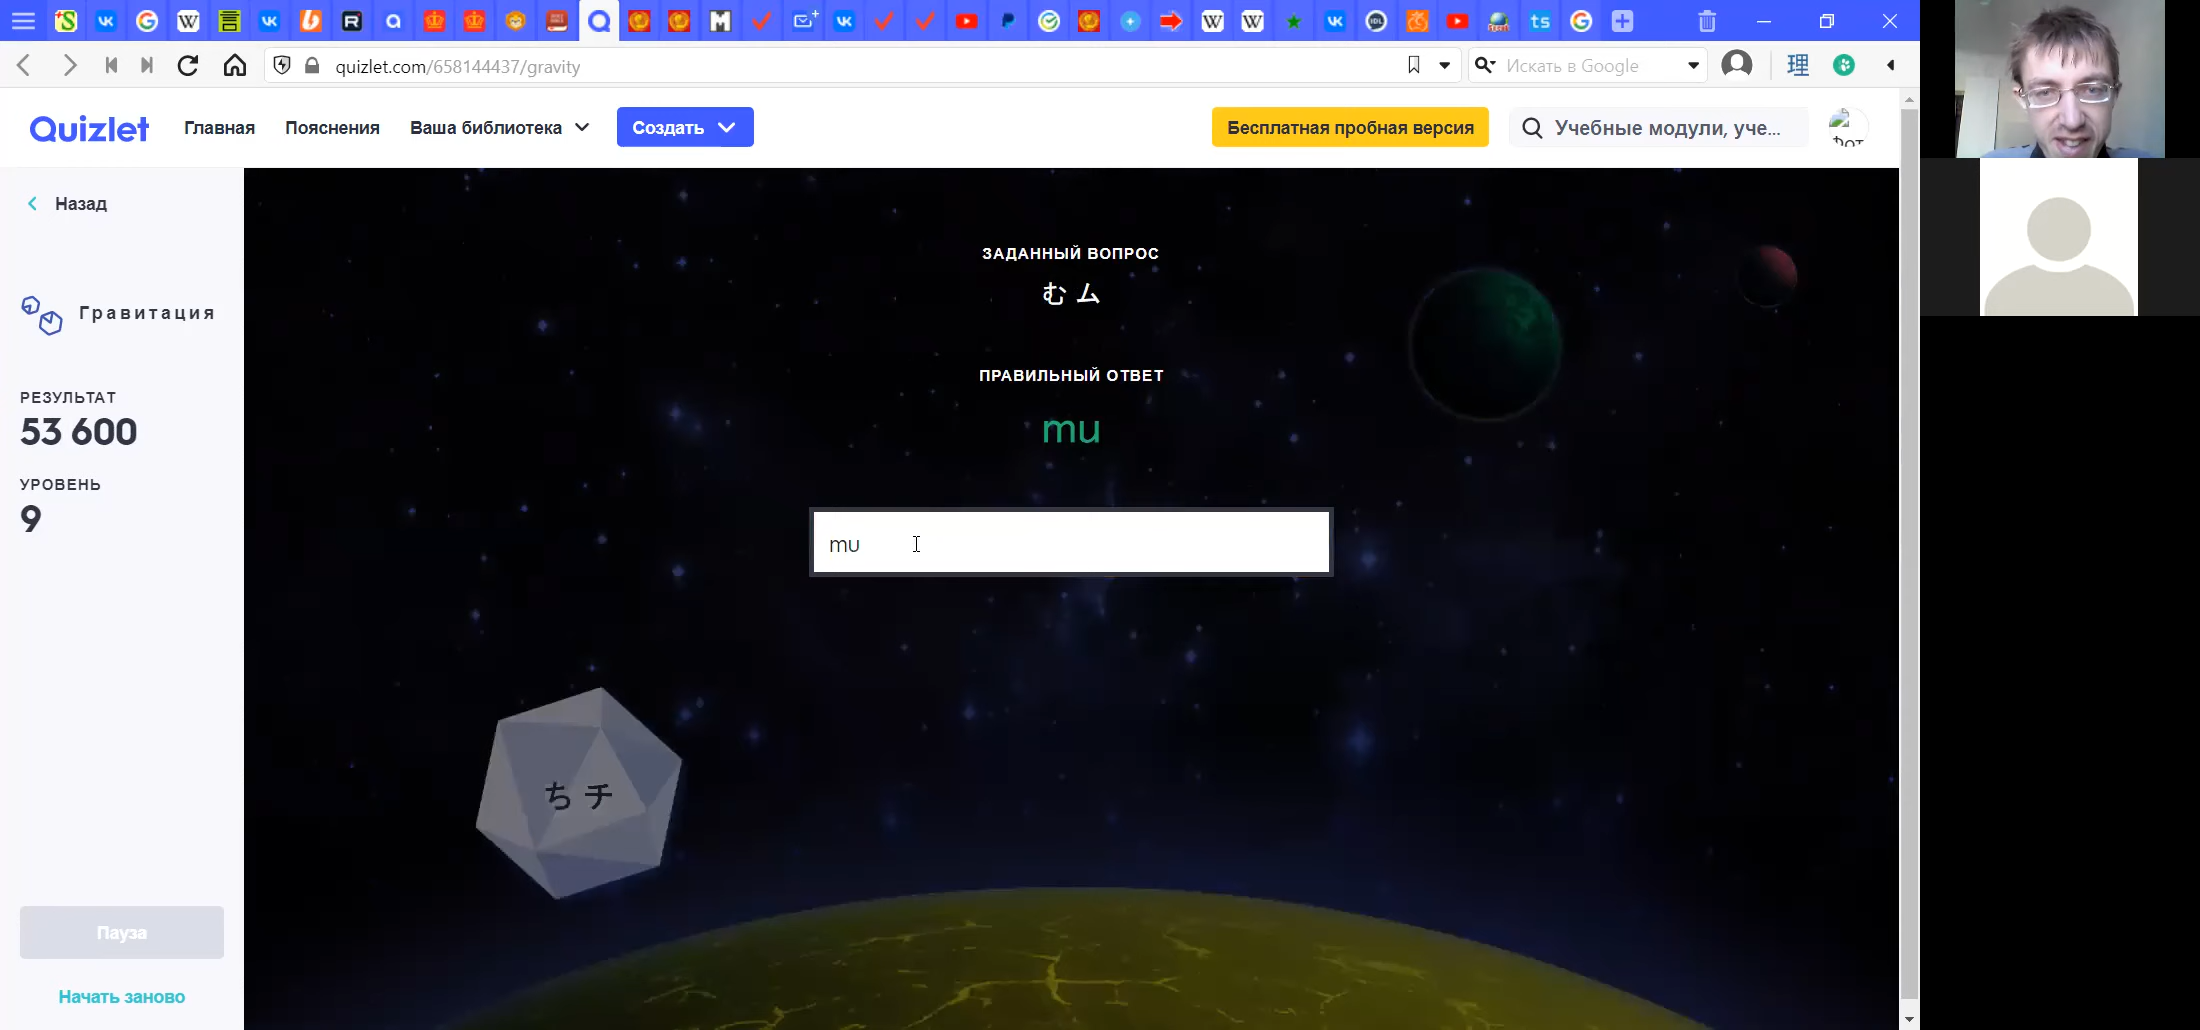 quizlet.com/658144437/gravity
Искать в Google
理
Quizlet
Главная
Пояснения
Ваша библиотека
Создать
Бесплатная пробная версия
Учебные модули, уче...
Фот
Назад
Гравитация
РЕЗУЛЬТАТ
53 600
УРОВЕНЬ
9
ЗАДАННЫЙ ВОПРОС
む ム
ПРАВИЛЬНЫЙ ОТВЕТ
mu
mu
ち チ
Пауза
Начать заново